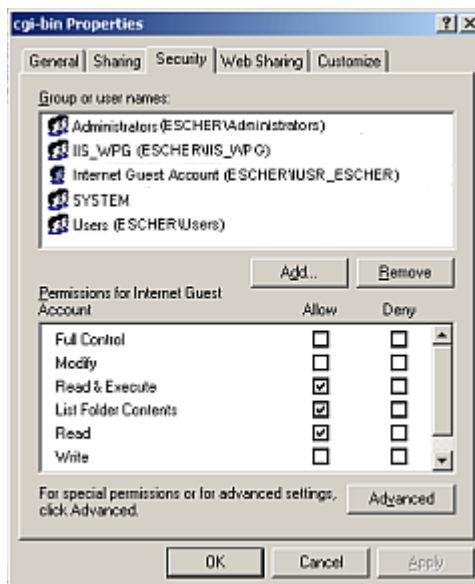 cgi-bin Properties
General Sharing Security Web Sharing Customize
Group or user names:
Administrators (ESCHER\Administrators)
IIS_WPG (ESCHER\IIS_WPG)
Internet Guest Account (ESCHER\IUSR_ESCHER)
SYSTEM
Users (ESCHER\Users)
Add... Remove
Permissions for Internet Guest
Account Allow Deny
Full Control
Modify
Read & Execute
List Folder Contents
Read
Write
For special permissions or for advanced settings,
click Advanced.
Advanced
OK Cancel Apply